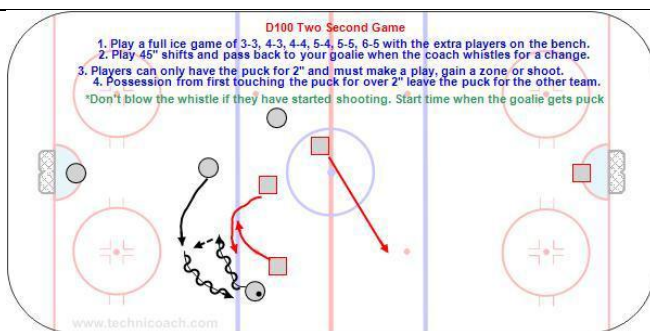 D100 Two Second Game
1. Play a full ice game of 3-3, 4-3, 4-4, 5-4, 5-5, 6-5 with the extra players on the bench.
2. Play 45" shifts and pass back to your goalie when the coach whistles for a change.
3. Players can only have the puck for 2" and must make a play, gain a zone or shoot.
4. Possession from first touching the puck for over 2" leave the puck for the other team.
*Don't blow the whistle if they have started shooting. Start time when the goalie gets puck
www.technicoach.com